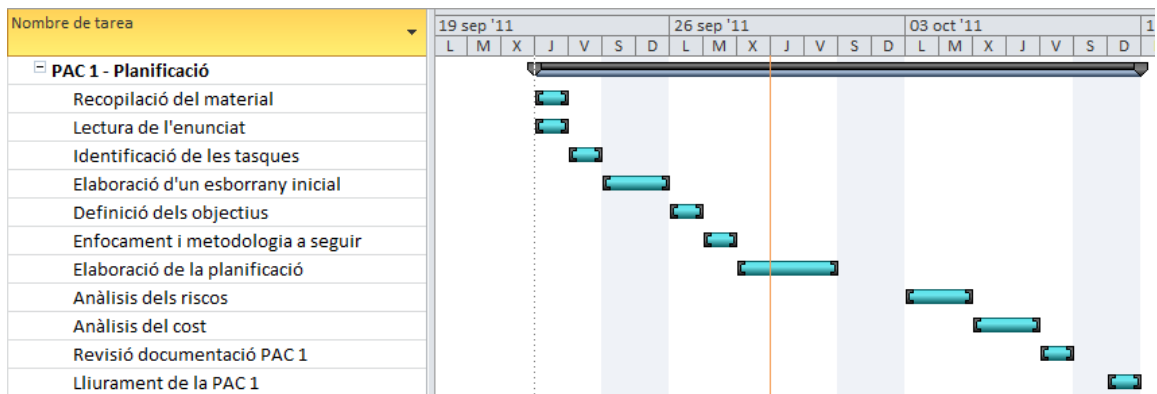 Nombre de tarea
19 sep '11 26 sep '11 03 oct '11 1
L M X J V S D L M X J V S D L M X J V S D
PAC 1 - Planificació
Recopilació del material
Lectura de l'enunciat
Identificació de les tasques
Elaboració d'un esborrany inicial
Definició dels objectius
Enfocament i metodologia a seguir
Elaboració de la planificació
Anàlisis dels riscos
Anàlisis del cost
Revisió documentació PAC 1
Lliurament de la PAC 1